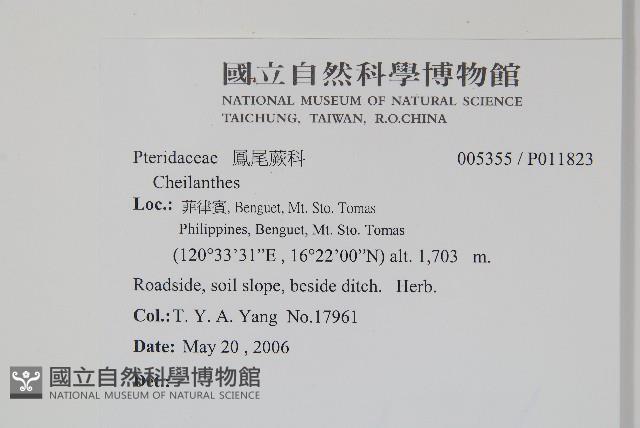 國立自然科學博物館
NATIONAL MUSEUM OF NATURAL SCIENCE
TAICHUNG, TAIWAN, R.O.CHINA
Pteridaceae 鳳尾蕨科 005355 / P011823
Cheilanthes
Loc.: 菲律賓, Benguet, Mt. Sto. Tomas
Philippines, Benguet, Mt. Sto. Tomas
(120°33'31"E , 16°22'00"N) alt. 1,703 m.
Roadside, soil slope, beside ditch. Herb.
Col.: T. Y. A. Yang No.17961
Date: May 20 , 2006
Det.:
國立自然科學博物館
NATIONAL MUSEUM OF NATURAL SCIENCE